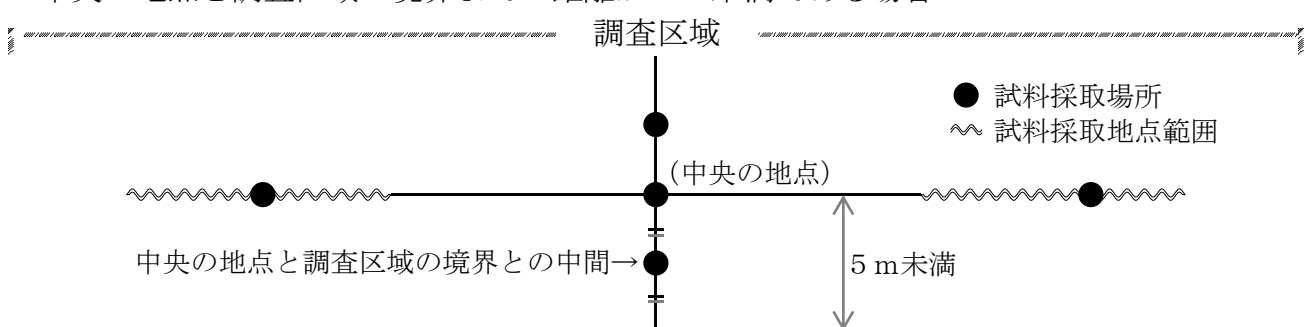 調査区域
● 試料採取場所
試料採取地点範囲
(中央の地点)
中央の地点と調査区域の境界との中間→
5m未満